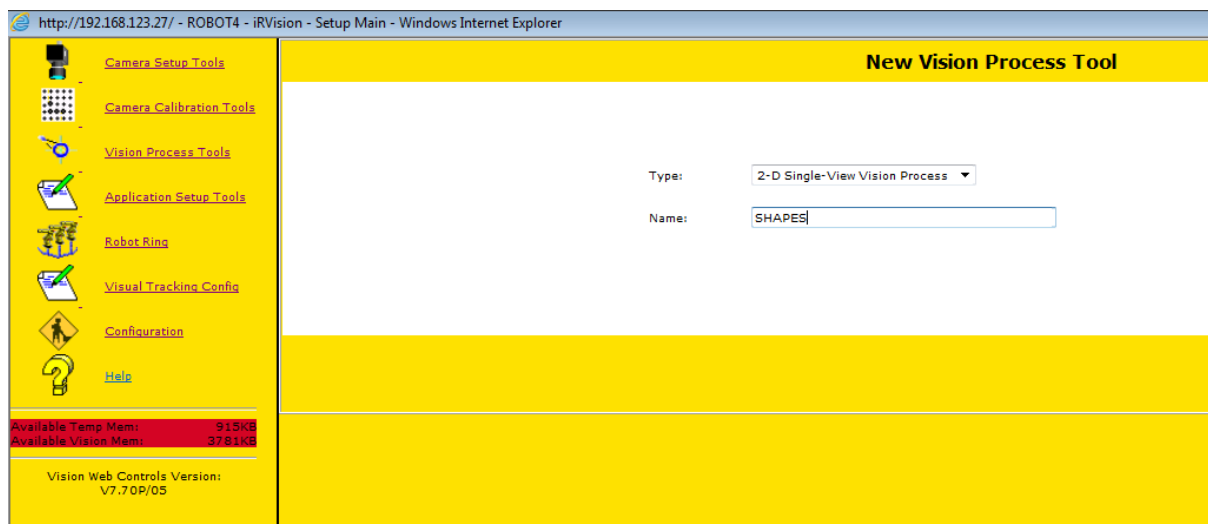 http://192.168.123.27/ - ROBOT4 - iRVision - Setup Main - Windows Internet Explorer
Camera Setup Tools
Camera Calibration Tools
Vision Process Tools
Application Setup Tools
Robot Ring
Visual Tracking Config
Configuration
Help
Available Temp Mem: 915KB
Available Vision Mem: 3781KB
Vision Web Controls Version:
V7.70P/05
New Vision Process Tool
Type: 2-D Single-View Vision Process
Name: SHAPES